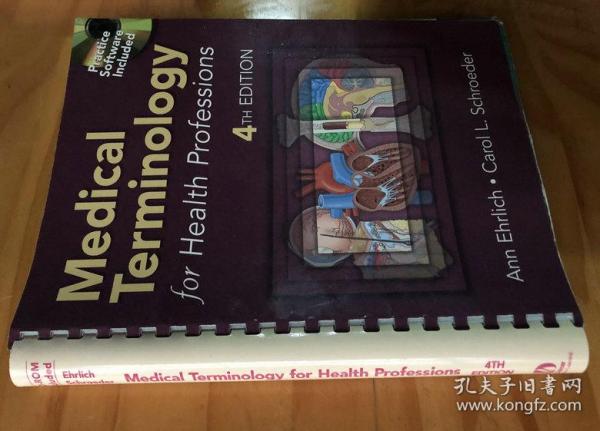 Practice
Software
Included
Medical
Terminology
for Health Professions
4TH EDITION
Ann Ehrlich • Carol L. Schroeder
Ehrlich
Schroeder
Medical Terminology for Health Professions
4TH
EDITION
孔夫子旧书网
www.kongfz.com